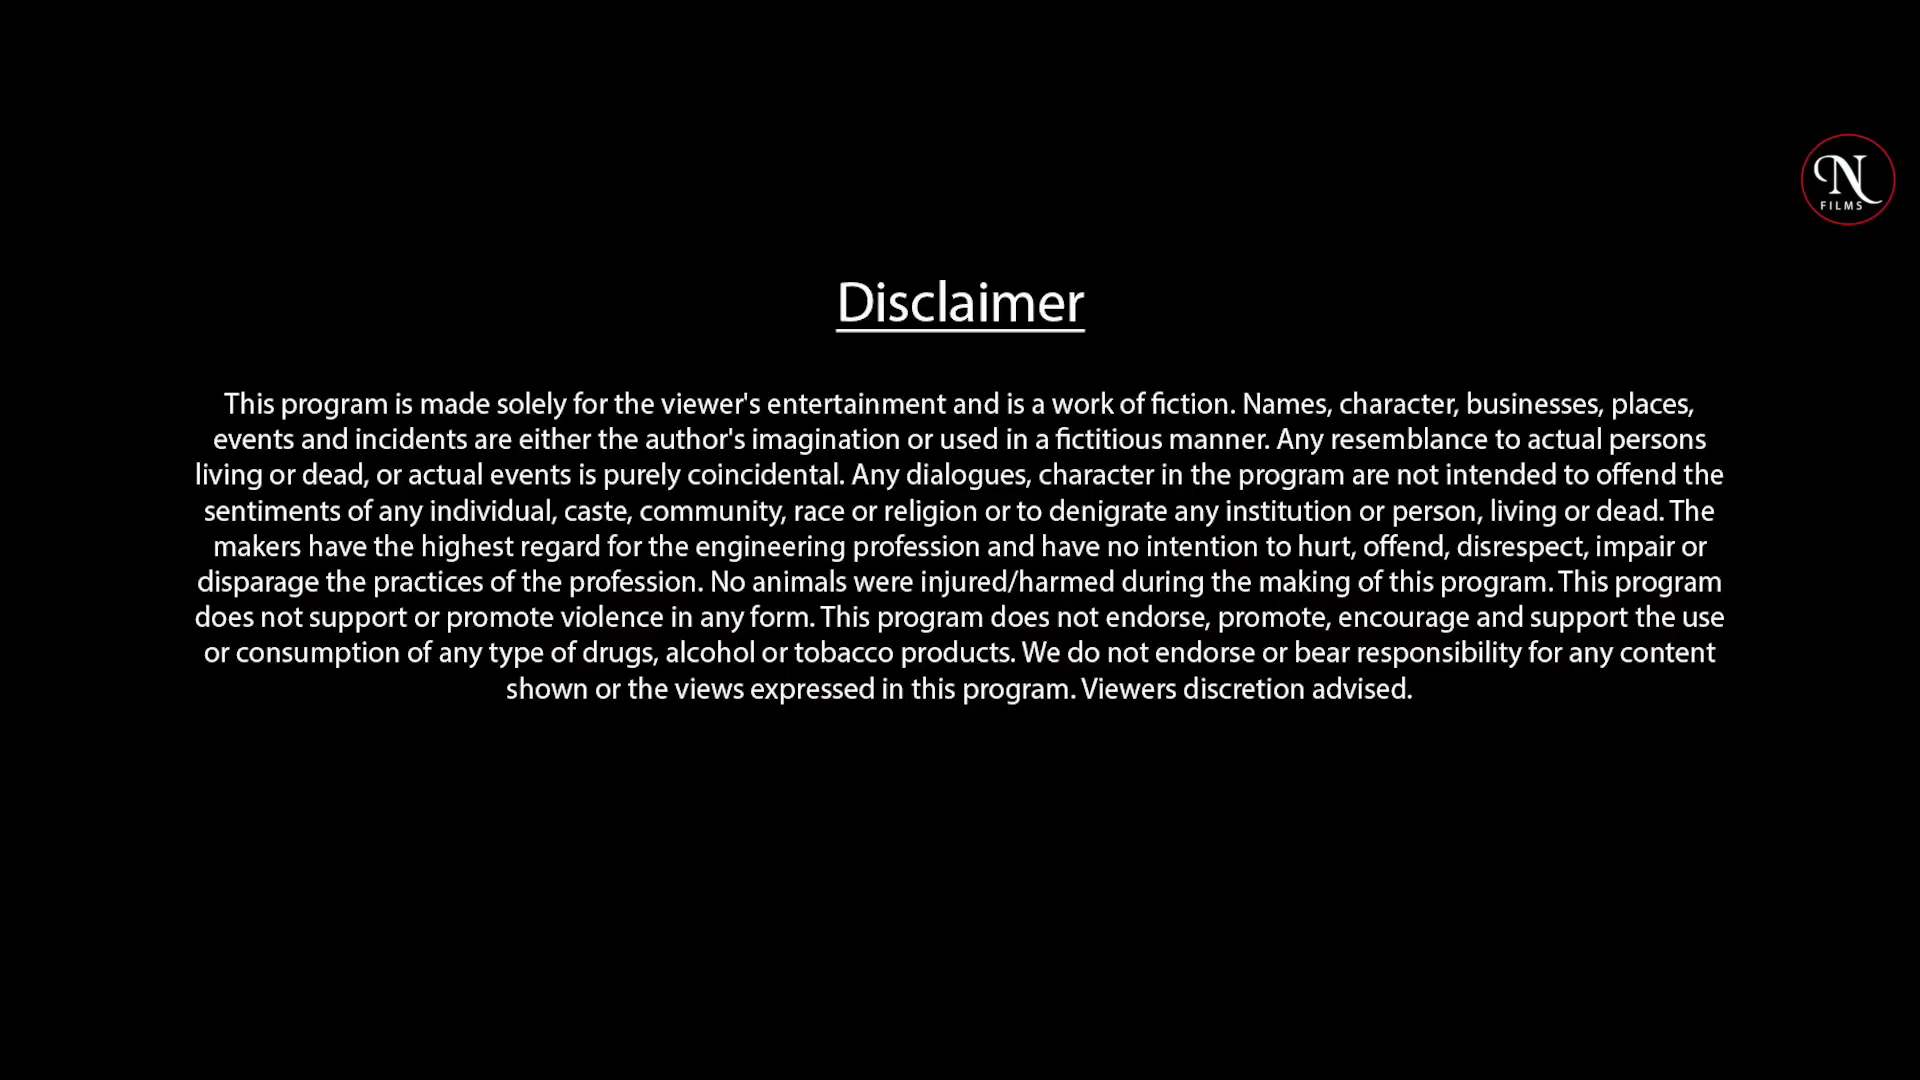 N
FILMS
Disclaimer
This program is made solely for the viewer's entertainment and is a work of fiction. Names, character, businesses, places,
events and incidents are either the author's imagination or used in a fictitious manner. Any resemblance to actual persons
living or dead, or actual events is purely coincidental. Any dialogues, character in the program are not intended to offend the
sentiments of any individual, caste, community, race or religion or to denigrate any institution or person, living or dead. The
makers have the highest regard for the engineering profession and have no intention to hurt, offend, disrespect, impair or
disparage the practices of the profession. No animals were injured/harmed during the making of this program. This program
does not support or promote violence in any form. This program does not endorse, promote, encourage and support the use
or consumption of any type of drugs, alcohol or tobacco products. We do not endorse or bear responsibility for any content
shown or the views expressed in this program. Viewers discretion advised.